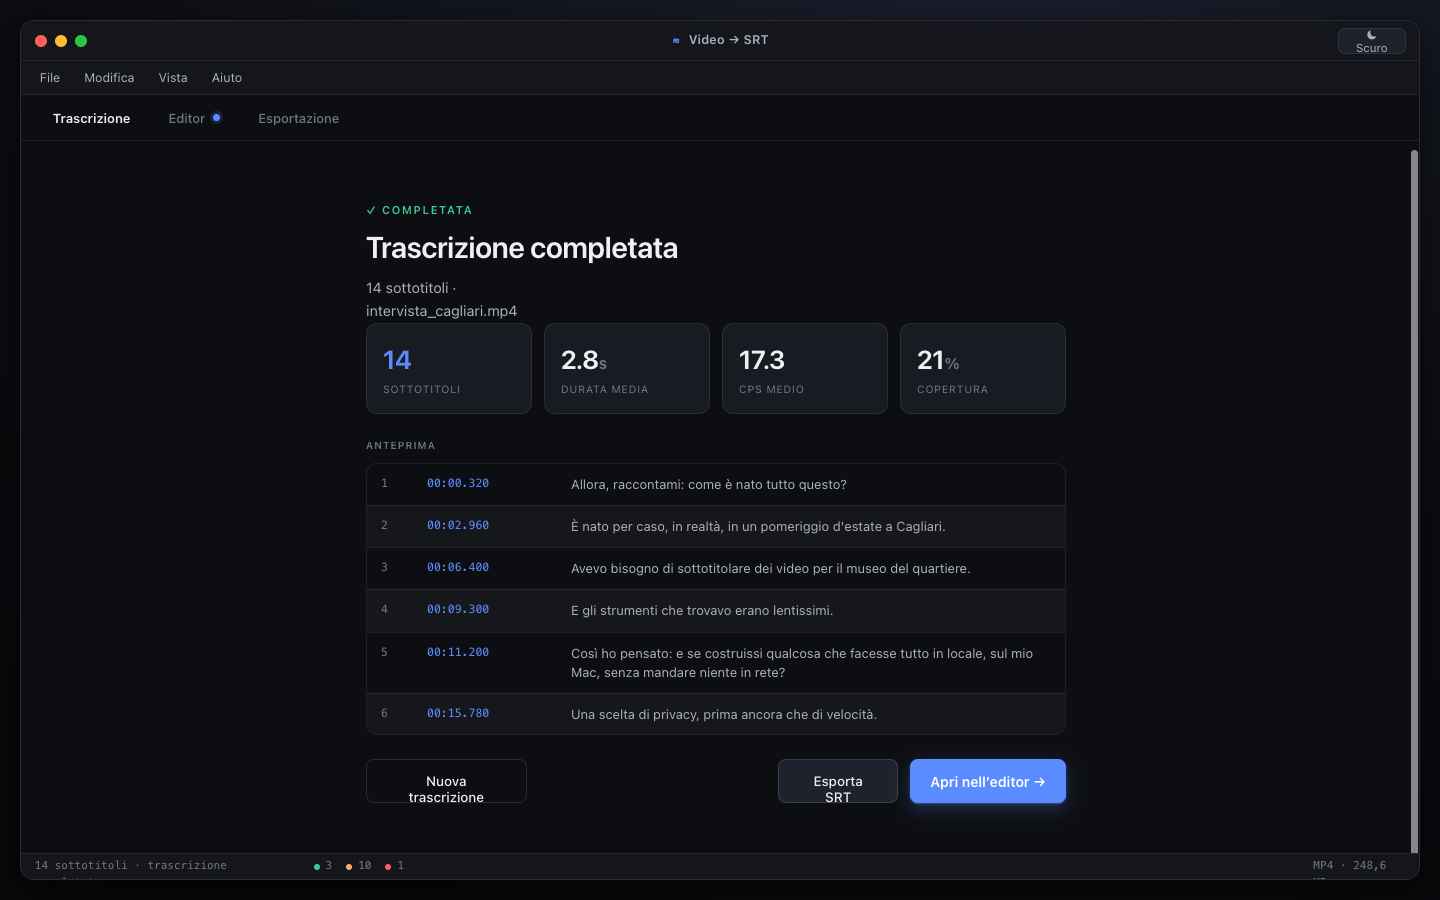 Video → SRT
Scuro
File Modifica Vista Aiuto
Trascrizione Editor Esportazione
✓ COMPLETATA
Trascrizione completata
14 sottotitoli ·
intervista_cagliari.mp4
14
SOTTOTITOLI
2.8s
DURATA MEDIA
17.3
CPS MEDIO
21%
COPERTURA
ANTEPRIMA
1 00:00.320 Allora, raccontami: come è nato tutto questo?
2 00:02.960 È nato per caso, in realtà, in un pomeriggio d'estate a Cagliari.
3 00:06.400 Avevo bisogno di sottotitolare dei video per il museo del quartiere.
4 00:09.300 E gli strumenti che trovavo erano lentissimi.
5 00:11.200 Così ho pensato: e se costruissi qualcosa che facesse tutto in locale, sul mio
Mac, senza mandare niente in rete?
6 00:15.780 Una scelta di privacy, prima ancora che di velocità.
Nuova
trascrizione
Esporta
SRT
Apri nell'editor →
14 sottotitoli · trascrizione
3 10 1
MP4 · 248,6